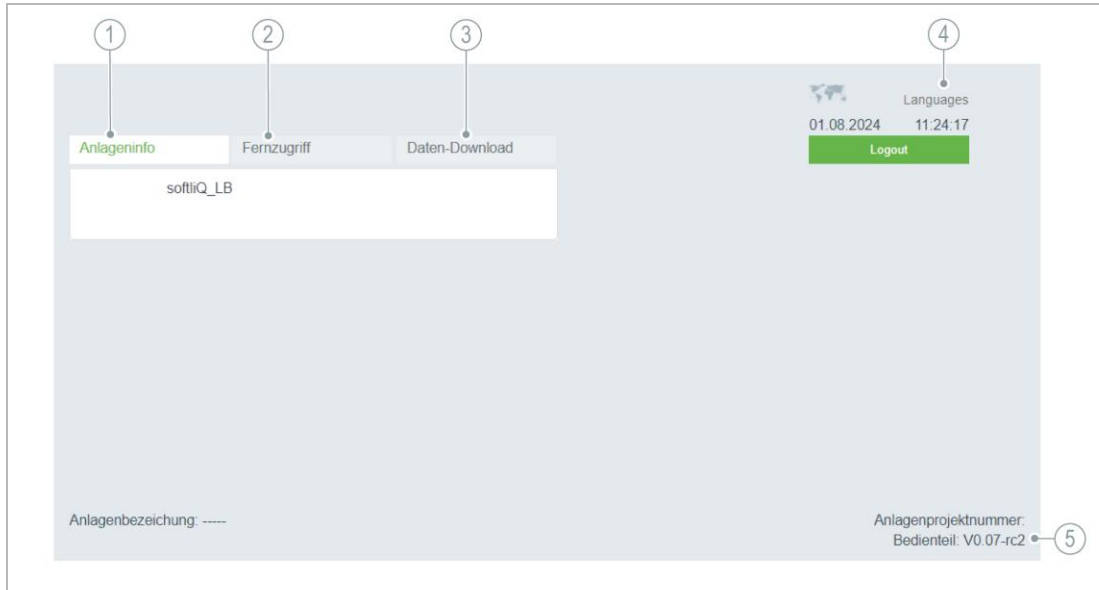 1 2 3 4
Languages
01.08.2024 11:24:17
Anlageninfo Fernzugriff Daten-Download Logout
softliQ_LB
Anlagenbezeichung: ----- Anlagenprojektnummer:
Bedienteil: V0.07-rc2 5